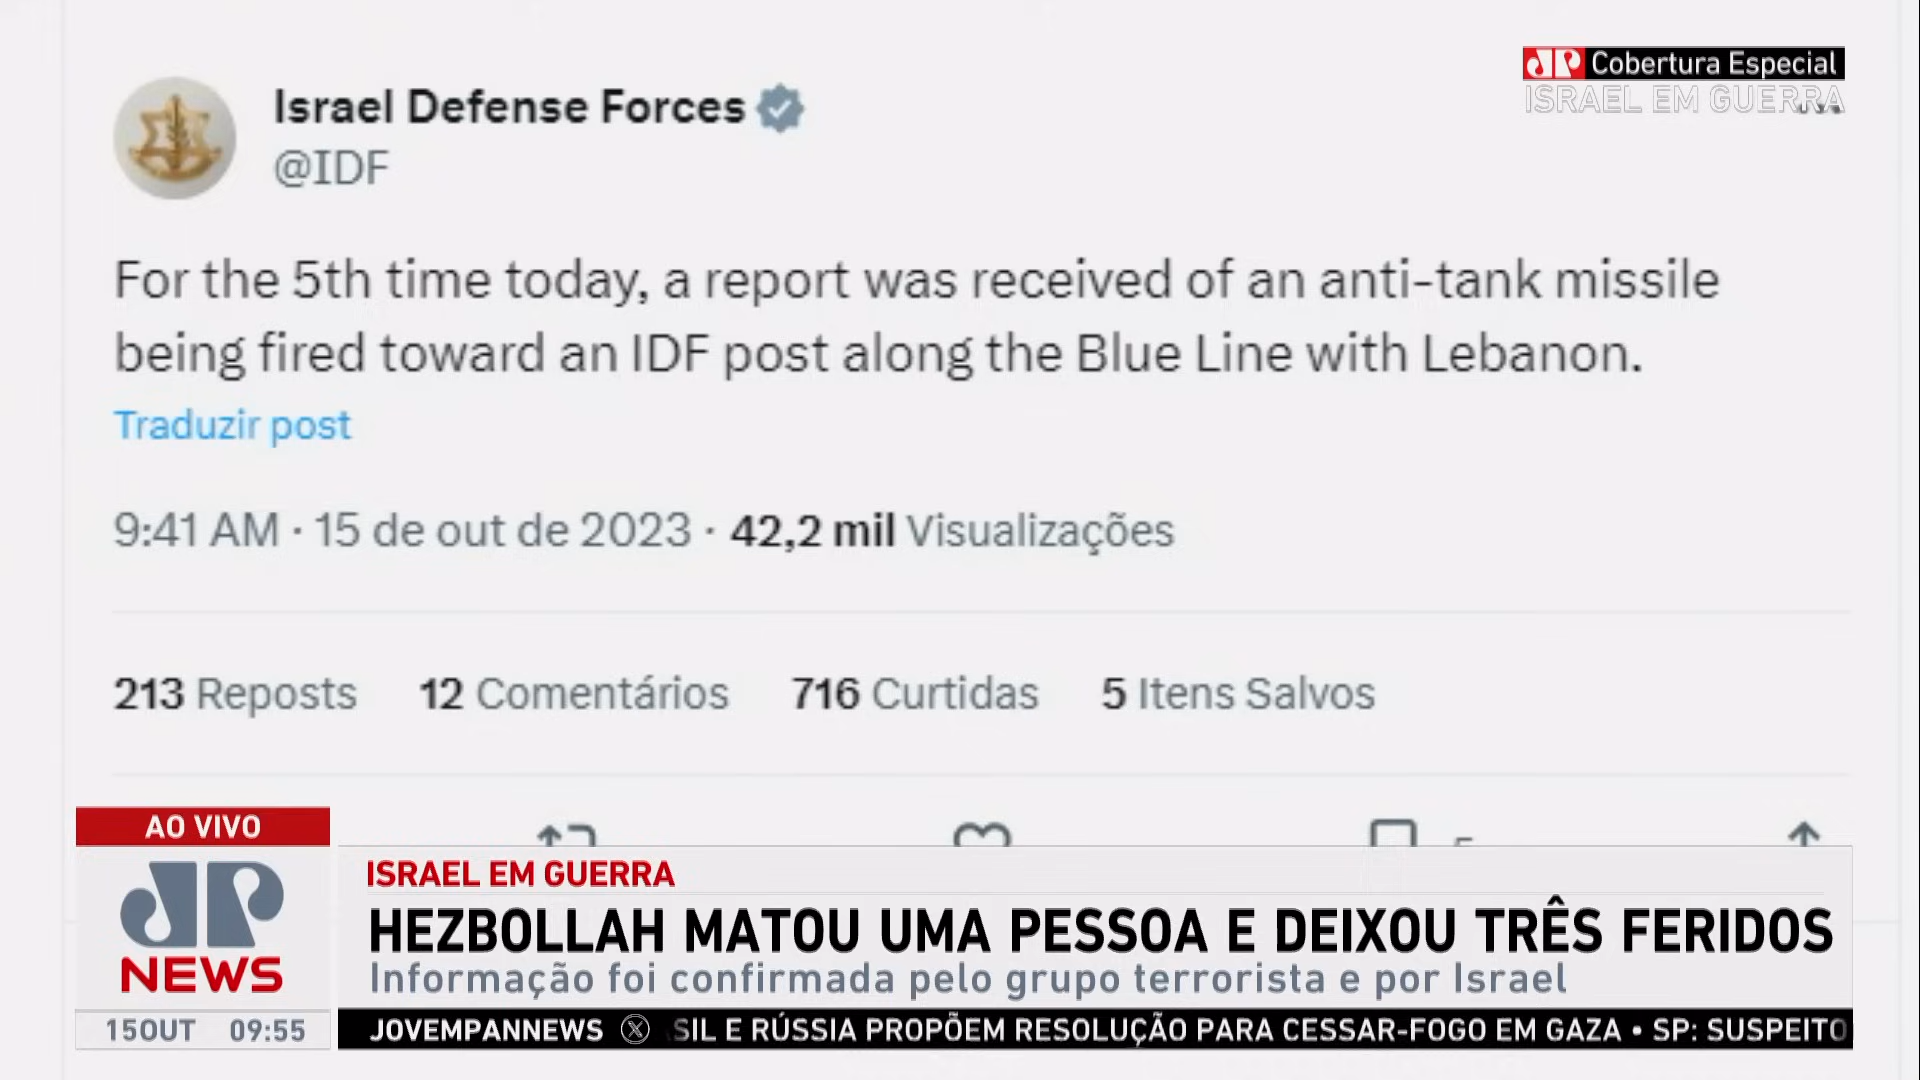 JP Cobertura Especial
ISRAEL EM GUERRA
Israel Defense Forces
@IDF
For the 5th time today, a report was received of an anti-tank missile
being fired toward an IDF post along the Blue Line with Lebanon.
Traduzir post
9:41 AM · 15 de out de 2023 · 42,2 mil Visualizações
213 Reposts 12 Comentários 716 Curtidas 5 Itens Salvos
AO VIVO
JP
NEWS
15OUT 09:55
ISRAEL EM GUERRA
HEZBOLLAH MATOU UMA PESSOA E DEIXOU TRÊS FERIDOS
Informação foi confirmada pelo grupo terrorista e por Israel
JOVEMPANNEWS SIL E RÚSSIA PROPÕEM RESOLUÇÃO PARA CESSAR-FOGO EM GAZA • SP: SUSPEITO